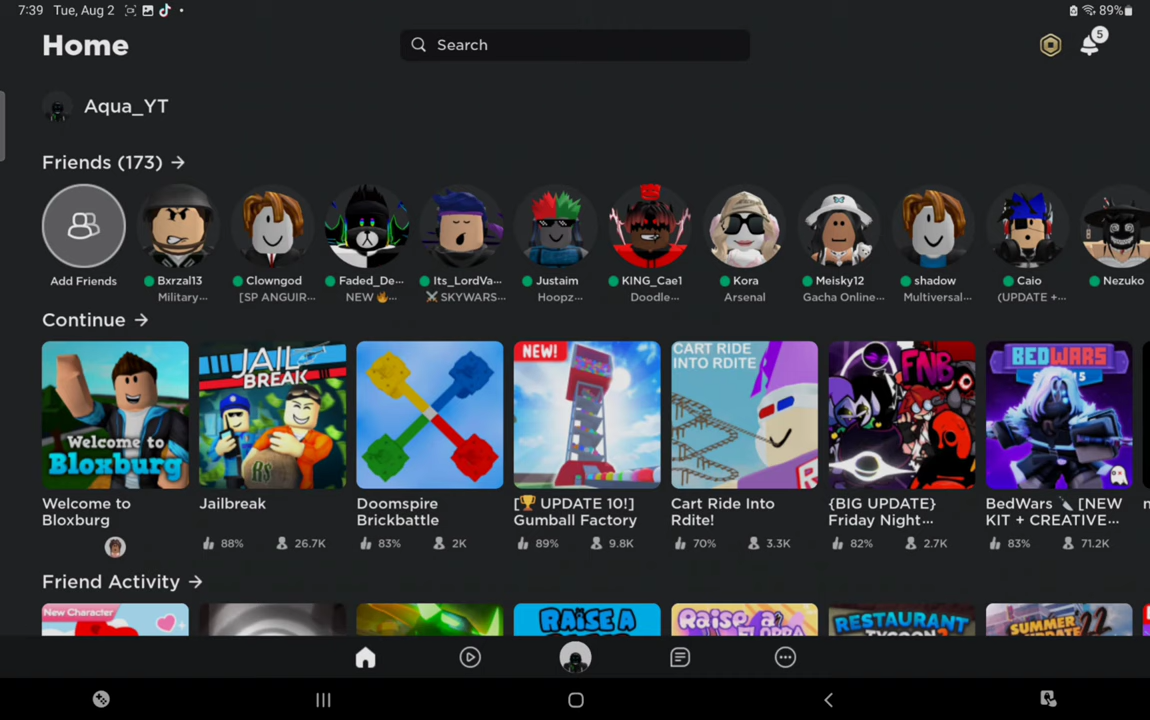 7:39 Tue, Aug 2
89%
Home
Search
5
Aqua_YT
Friends (173)
Add Friends
Bxrzal13
Military...
Clowngod
[SP ANGUIR...
Faded_De...
NEW 🔥...
Its_LordVa...
⚔️ SKYWARS...
Justaim
Hoopz...
KING_Cae1
Doodle...
Kora
Arsenal
Meisky12
Gacha Online...
shadow
Multiversal...
Caio
(UPDATE +...
Nezuko
Continue
Welcome to
Bloxburg
JAIL
BREAK
R$
NEW!
CART RIDE
INTO RDITE
FNB
BEDWARS
Welcome to
Bloxburg
Jailbreak
88% 26.7K
Doomspire
Brickbattle
83% 2K
[🏆 UPDATE 10!]
Gumball Factory
89% 9.8K
Cart Ride Into
Rdite!
70% 3.3K
{BIG UPDATE}
Friday Night...
82% 2.7K
BedWars 🔪 [NEW
KIT + CREATIVE...
83% 71.2K
Friend Activity
New Character
RAISE A
Raise a
FLOPPA
RESTAURANT
TYCOON 2
SUMMER
UPDATE 22